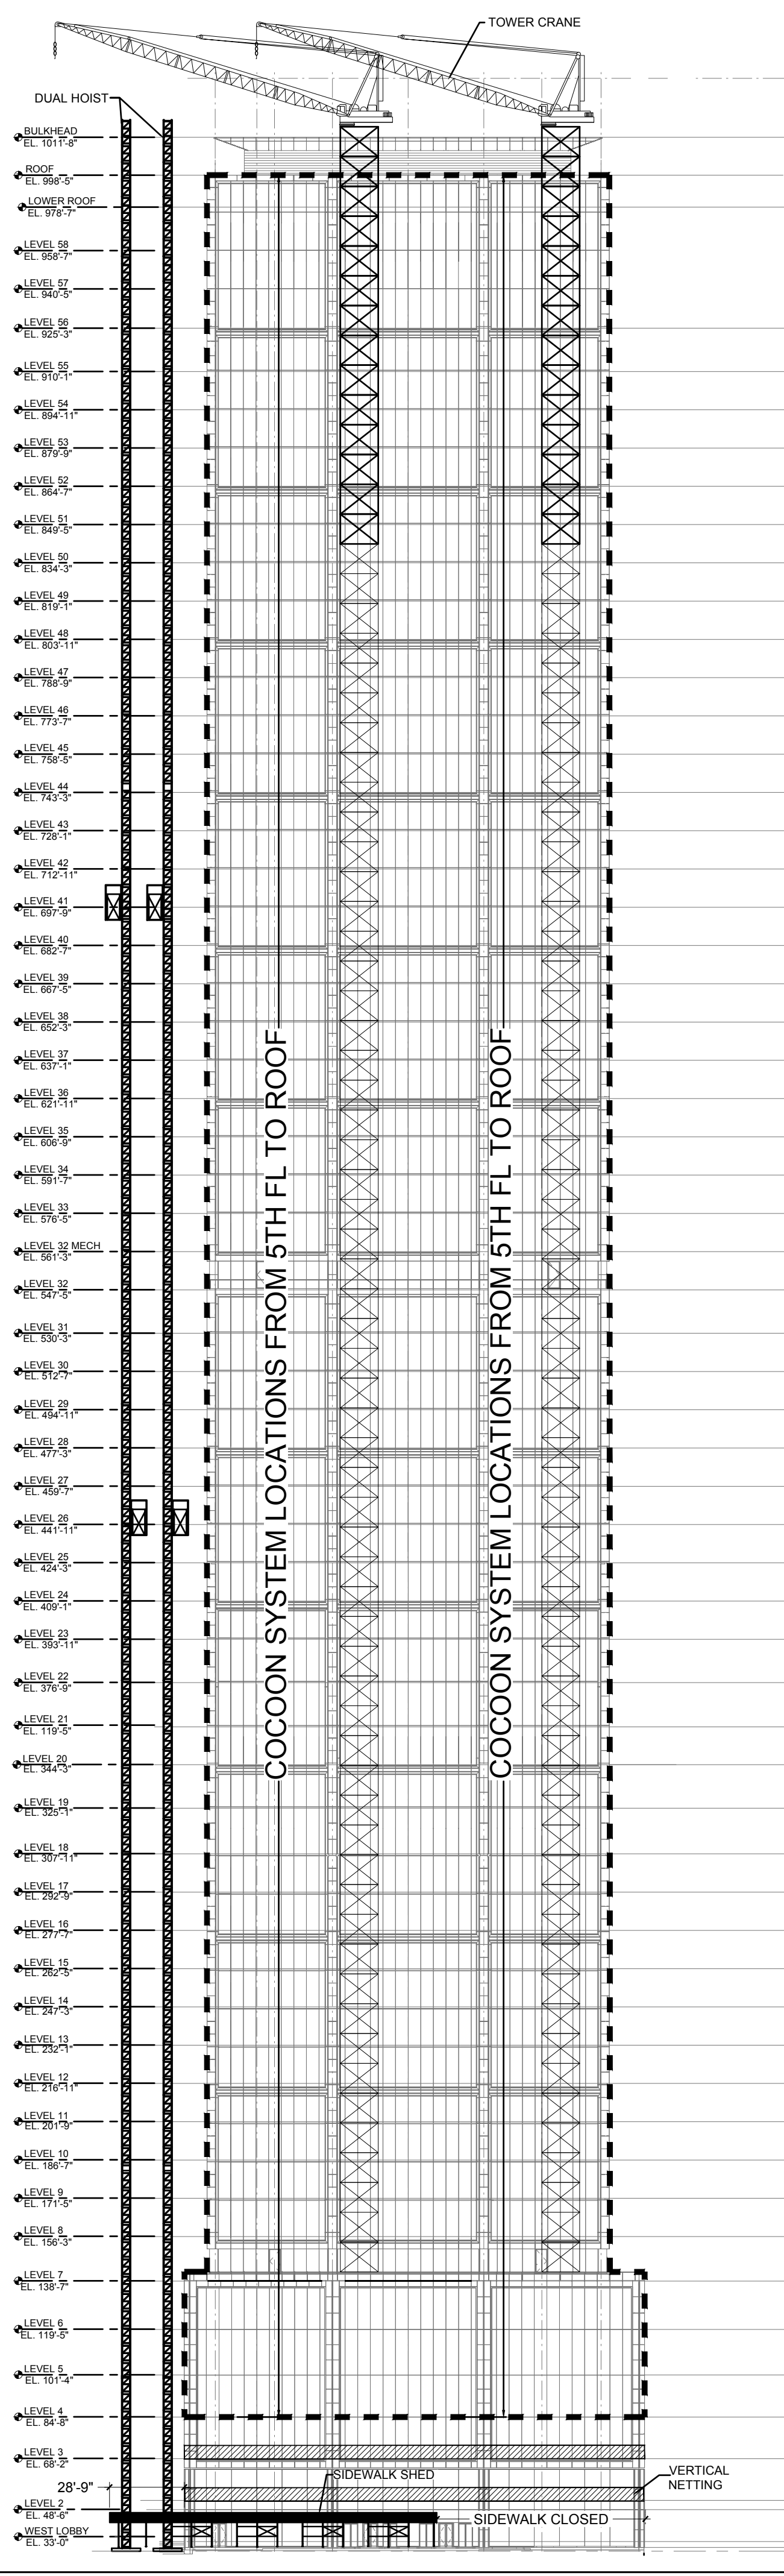 TOWER CRANE
DUAL HOIST
BULKHEAD
EL. 1011'-8"
ROOF
EL. 998'-5"
LOWER ROOF
EL. 978'-7"
LEVEL 58
EL. 958'-7"
LEVEL 57
EL. 940'-5"
LEVEL 56
EL. 925'-3"
LEVEL 55
EL. 910'-1"
LEVEL 54
EL. 894'-11"
LEVEL 53
EL. 879'-9"
LEVEL 52
EL. 864'-7"
LEVEL 51
EL. 849'-5"
LEVEL 50
EL. 834'-3"
LEVEL 49
EL. 819'-1"
LEVEL 48
EL. 803'-11"
LEVEL 47
EL. 788'-9"
LEVEL 46
EL. 773'-7"
LEVEL 45
EL. 758'-5"
LEVEL 44
EL. 743'-3"
LEVEL 43
EL. 728'-1"
LEVEL 42
EL. 712'-11"
LEVEL 41
EL. 697'-9"
LEVEL 40
EL. 682'-7"
LEVEL 39
EL. 667'-5"
LEVEL 38
EL. 652'-3"
LEVEL 37
EL. 637'-1"
LEVEL 36
EL. 621'-11"
LEVEL 35
EL. 606'-9"
LEVEL 34
EL. 591'-7"
LEVEL 33
EL. 576'-5"
LEVEL 32 MECH
EL. 561'-3"
LEVEL 32
EL. 547'-5"
LEVEL 31
EL. 530'-3"
LEVEL 30
EL. 512'-7"
LEVEL 29
EL. 494'-11"
LEVEL 28
EL. 477'-3"
LEVEL 27
EL. 459'-7"
LEVEL 26
EL. 441'-11"
LEVEL 25
EL. 424'-3"
LEVEL 24
EL. 409'-1"
LEVEL 23
EL. 393'-11"
LEVEL 22
EL. 376'-9"
LEVEL 21
EL. 119'-5"
LEVEL 20
EL. 344'-3"
LEVEL 19
EL. 325'-1"
LEVEL 18
EL. 307'-11"
LEVEL 17
EL. 292'-9"
LEVEL 16
EL. 277'-7"
LEVEL 15
EL. 262'-5"
LEVEL 14
EL. 247'-3"
LEVEL 13
EL. 232'-1"
LEVEL 12
EL. 216'-11"
LEVEL 11
EL. 201'-9"
LEVEL 10
EL. 186'-7"
LEVEL 9
EL. 171'-5"
LEVEL 8
EL. 156'-3"
LEVEL 7
EL. 138'-7"
LEVEL 6
EL. 119'-5"
LEVEL 5
EL. 101'-4"
LEVEL 4
EL. 84'-8"
LEVEL 3
EL. 68'-2"
28'-9"
LEVEL 2
EL. 48'-6"
WEST LOBBY
EL. 33'-0"
COCOON SYSTEM LOCATIONS FROM 5TH FL TO ROOF
COCOON SYSTEM LOCATIONS FROM 5TH FL TO ROOF
SIDEWALK SHED
VERTICAL
NETTING
SIDEWALK CLOSED